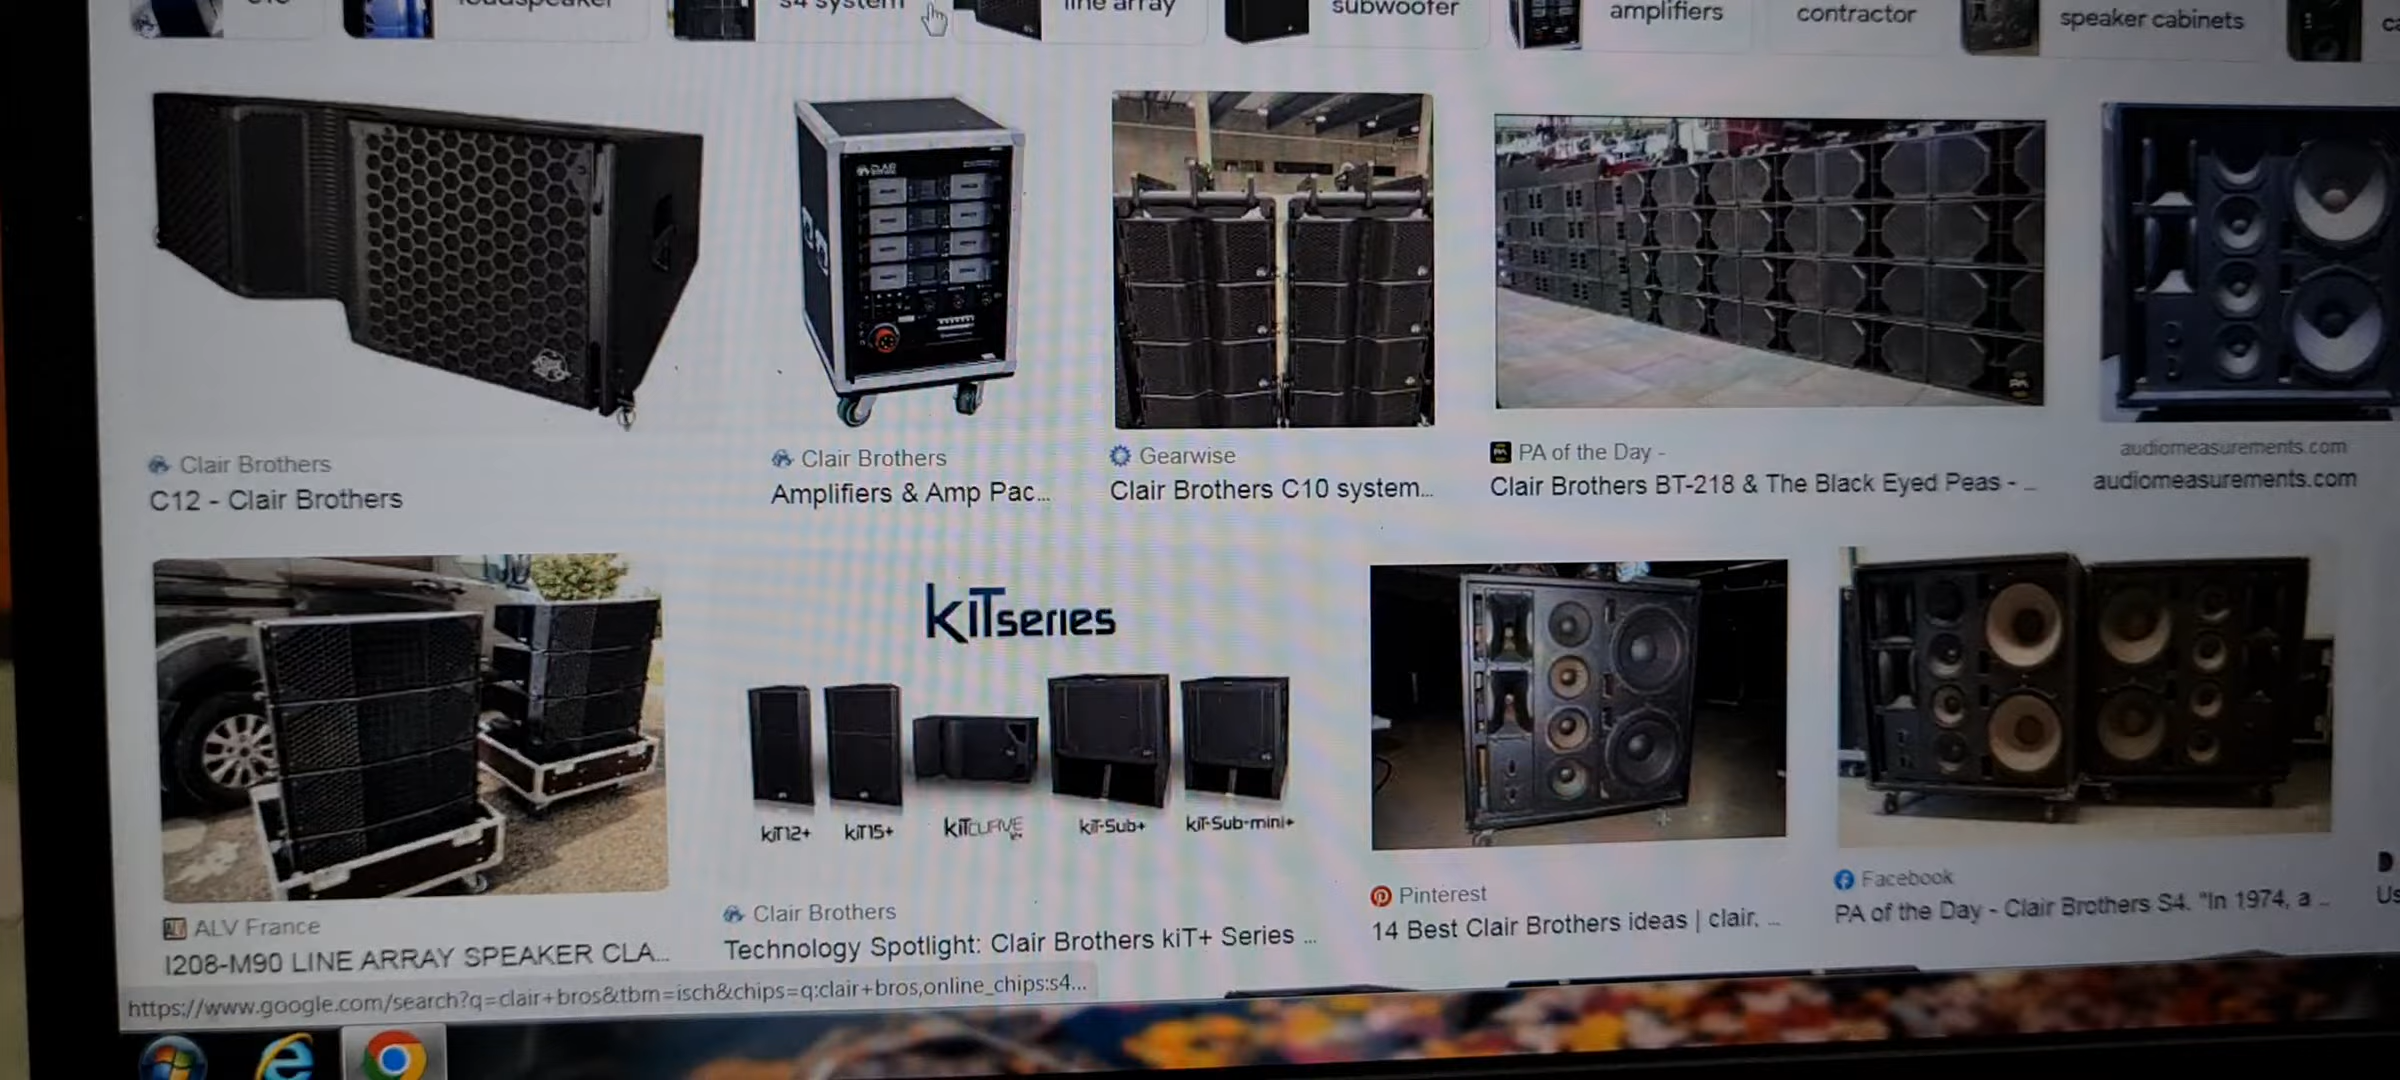 loudspeaker
s4 system
line array
subwoofer
amplifiers
contractor
speaker cabinets
CLAIR
Clair Brothers
C12 - Clair Brothers
Clair Brothers
Amplifiers & Amp Pac...
Gearwise
Clair Brothers C10 system...
PA of the Day -
Clair Brothers BT-218 & The Black Eyed Peas - ...
audiomeasurements.com
audiomeasurements.com
kiTseries
kiT12+
kiT15+
kiTCURVE
kiT-Sub+
kiT-Sub-mini+
ALV France
I208-M90 LINE ARRAY SPEAKER CLA...
Clair Brothers
Technology Spotlight: Clair Brothers kiT+ Series ...
Pinterest
14 Best Clair Brothers ideas | clair, ...
Facebook
PA of the Day - Clair Brothers S4. "In 1974, a ...
Us
https://www.google.com/search?q=clair+bros&tbm=isch&chips=q:clair+bros,online_chips:s4...